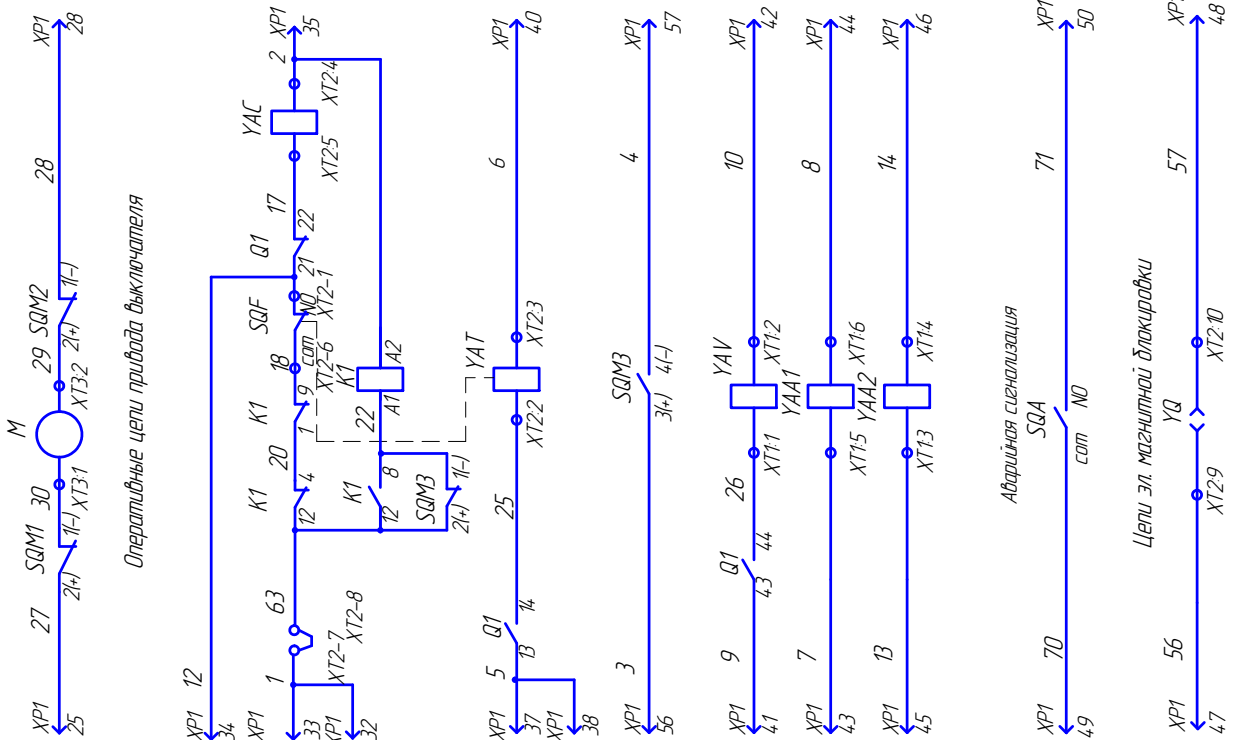 XP1
25
27
SQM1
2(+)
1(-)
30
XT3:1
M
XT3:2
29
SQM2
2(+)
1(-)
28
XP1
28
Оперативные цепи привода выключателя
XP1
34
12
XP1
33
XP1
32
1
XT2-7
XT2-8
63
K1
12
4
20
K1
1
9
18
XT2-6
SQF
com
NO
XT2-1
Q1
21
22
17
XT2:5
YAC
XT2:4
2
XP1
35
K1
12
8
SQM3
2(+)
1(-)
22
K1
A1
A2
XP1
37
XP1
38
5
Q1
13
14
25
XT2:2
YAT
XT2:3
6
XP1
40
XP1
56
3
SQM3
3(+)
4(-)
4
XP1
57
XP1
41
9
Q1
43
44
26
XT1:1
YAV
XT1:2
10
XP1
42
XP1
43
7
XT1:5
YAA1
XT1:6
8
XP1
44
XP1
45
13
XT1:3
YAA2
XT1:4
14
XP1
46
Аварийная сигнализация
XP1
49
70
SQA
com
NO
71
XP1
50
Цепи эл. магнитной блокировки
XP1
47
56
XT2:9
YQ
XT2:10
57
XP1
48